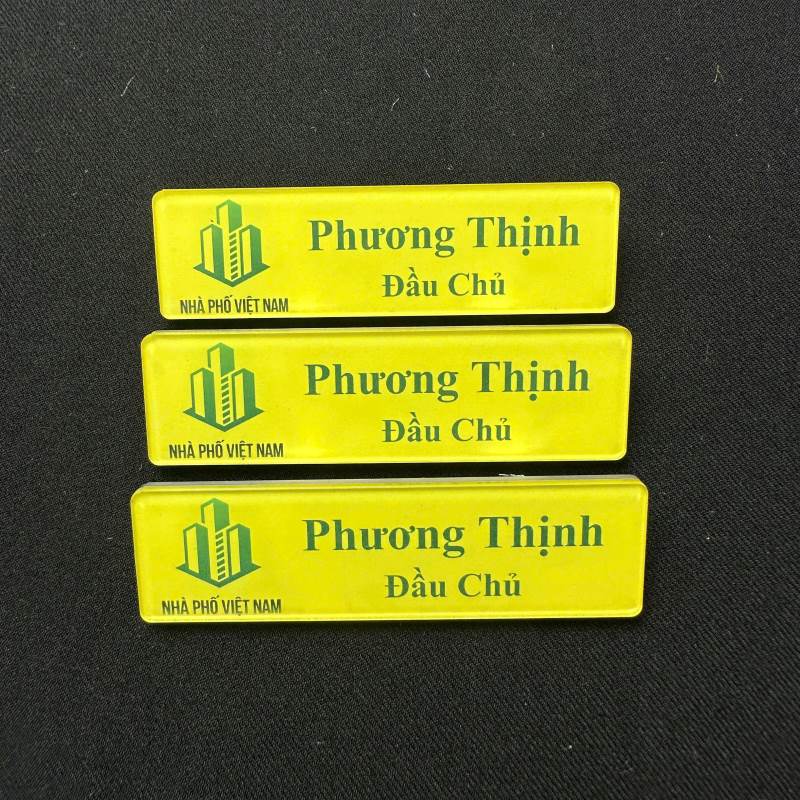 Phương Thịnh
Đầu Chủ
NHÀ PHỐ VIỆT NAM
Phương Thịnh
Đầu Chủ
NHÀ PHỐ VIỆT NAM
Phương Thịnh
Đầu Chủ
NHÀ PHỐ VIỆT NAM